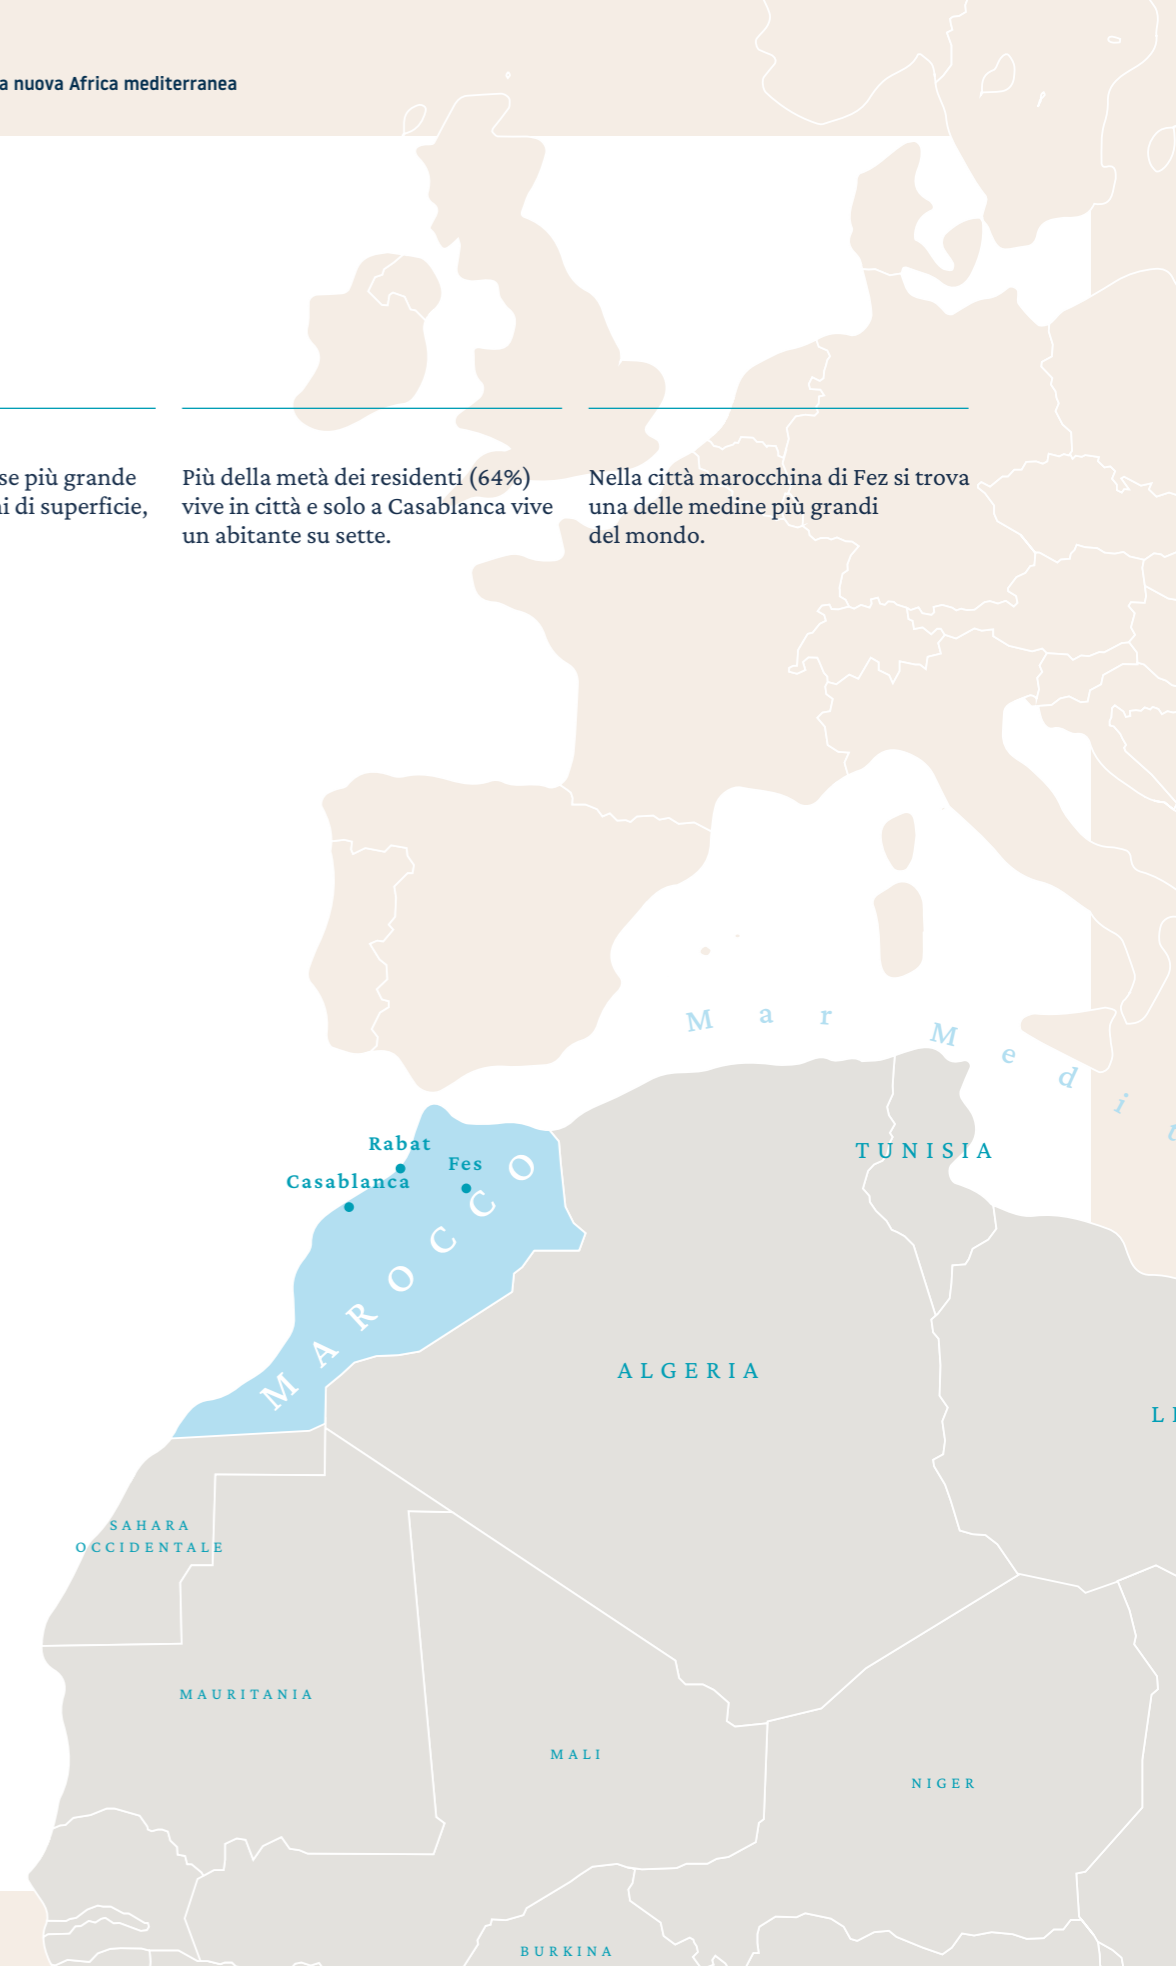 a nuova Africa mediterranea
se più grande
i di superficie,
Più della metà dei residenti (64%)
vive in città e solo a Casablanca vive
un abitante su sette.
Nella città marocchina di Fez si trova
una delle medine più grandi
del mondo.
Mar Medit
Rabat
Fes
Casablanca
MAROCCO
TUNISIA
ALGERIA
SAHARA
OCCIDENTALE
MAURITANIA
MALI
NIGER
BURKINA